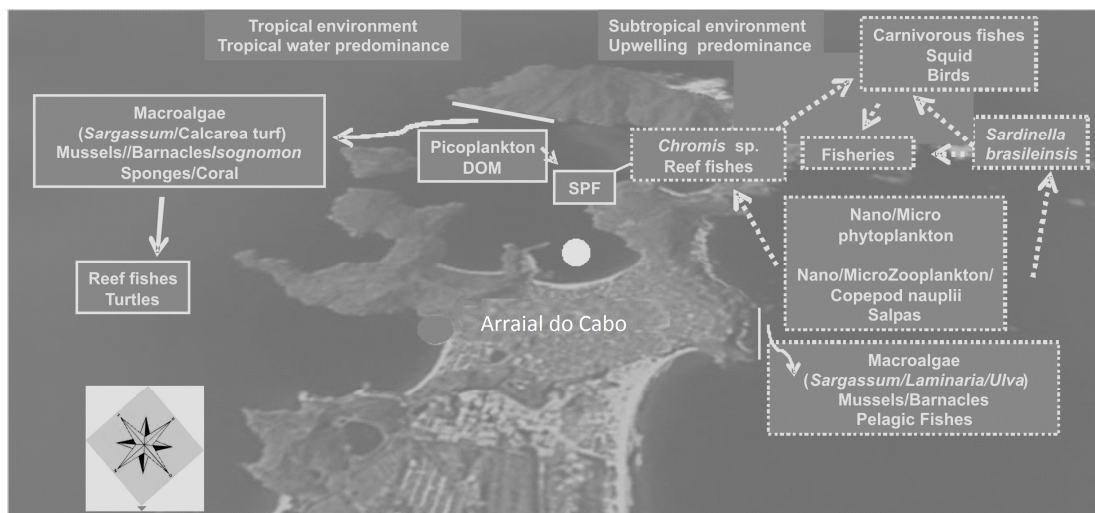 Tropical environment
Tropical water predominance
Subtropical environment
Upwelling predominance
Carnivorous fishes
Squid
Birds
Macroalgae
(Sargassum/Calcarea turf)
Mussels//Barnacles/Isognomon
Sponges/Coral
Picoplankton
DOM
SPF
Chromis sp.
Reef fishes
Fisheries
Sardinella
brasileinsis
Reef fishes
Turtles
Nano/Micro
phytoplankton
Nano/MicroZooplankton/
Copepod nauplii
Salpas
Arraial do Cabo
Macroalgae
(Sargassum/Laminaria/Ulva)
Mussels/Barnacles
Pelagic Fishes